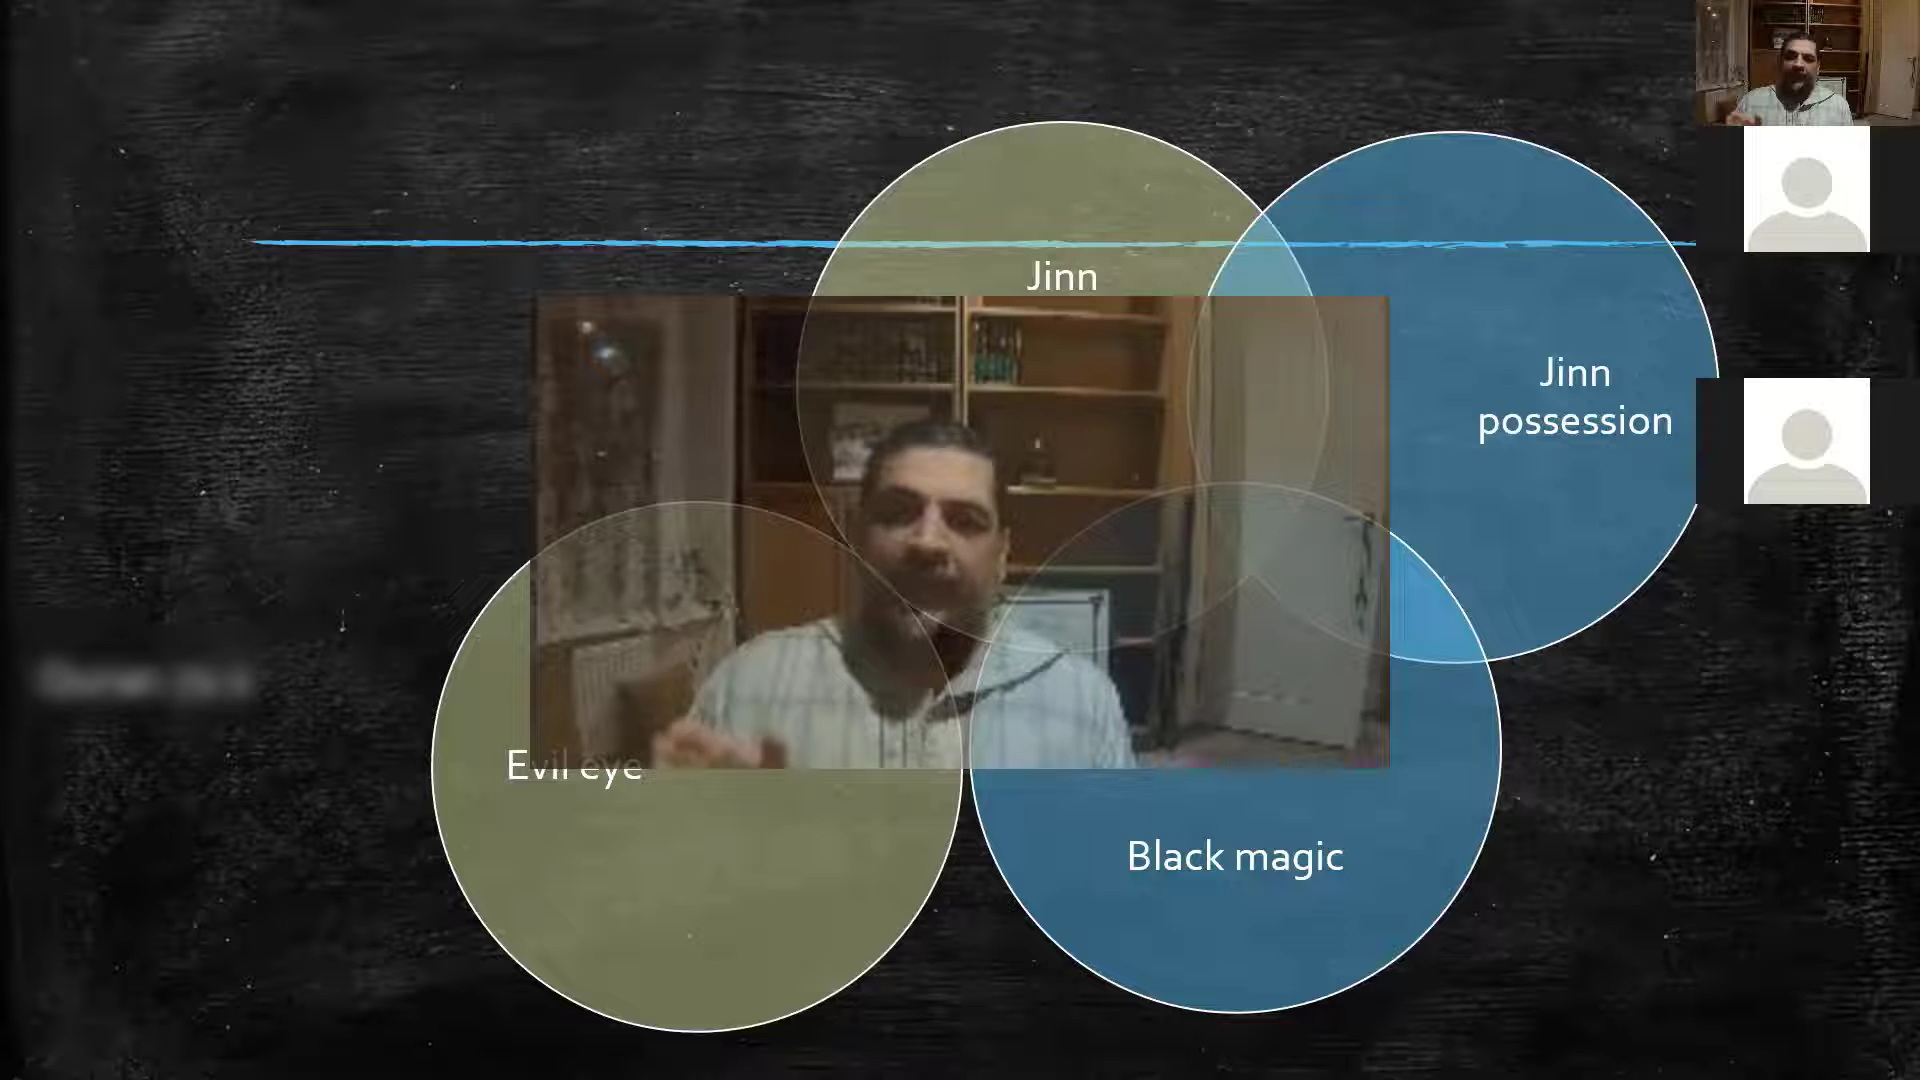 Jinn
Jinn
possession
Evil eye
Black magic